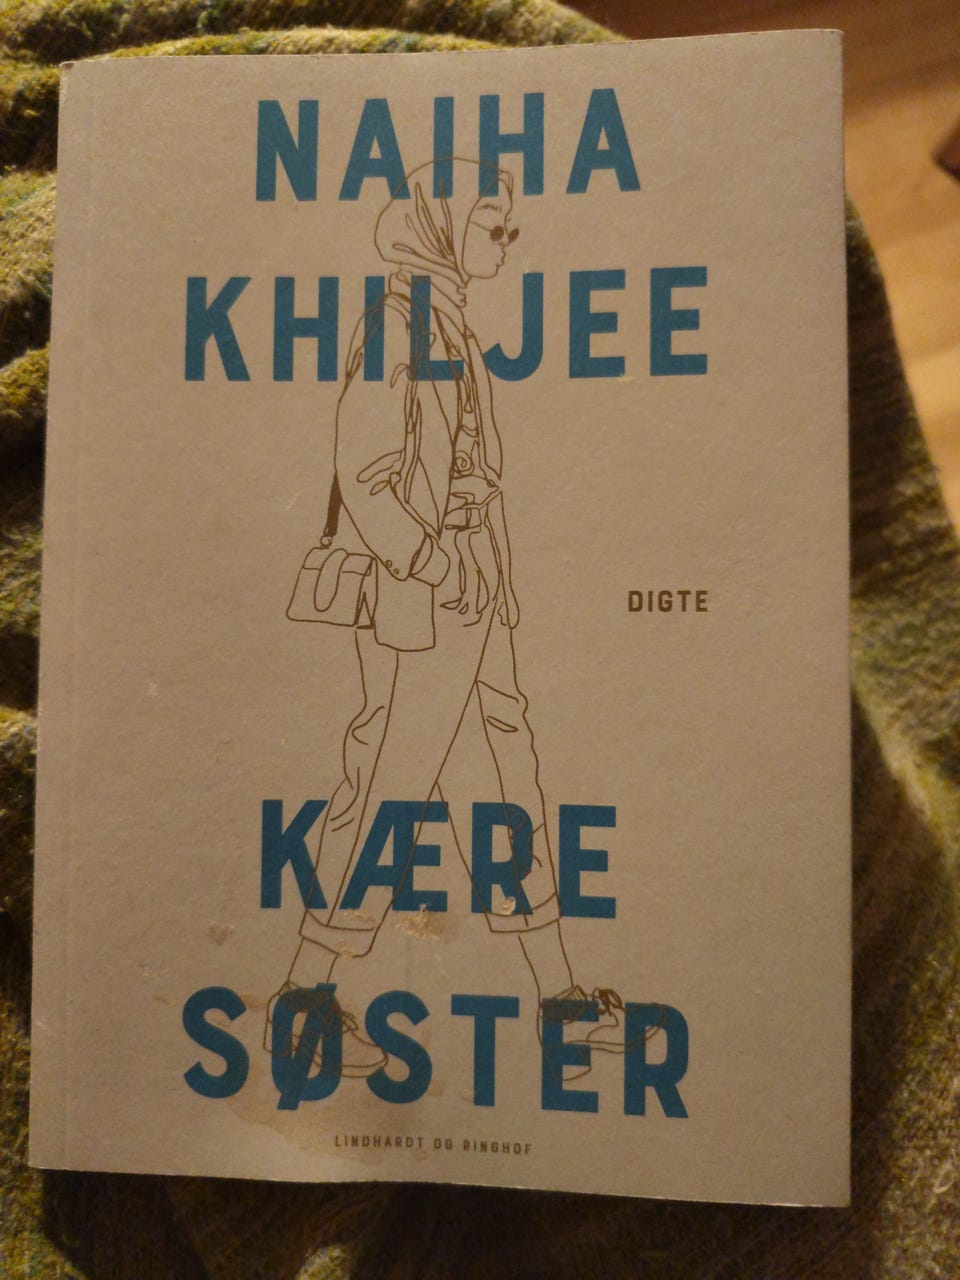 NAIHA
KHILJEE
DIGTE
KÆRE
SØSTER
LINDHARDT OG RINGHOF